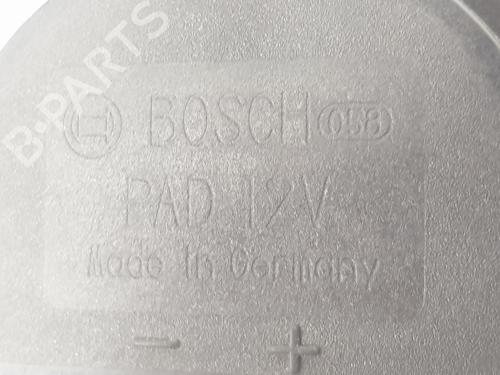 B-PARTS
BOSCH 058
PAD 12V
Made in Germany
- +